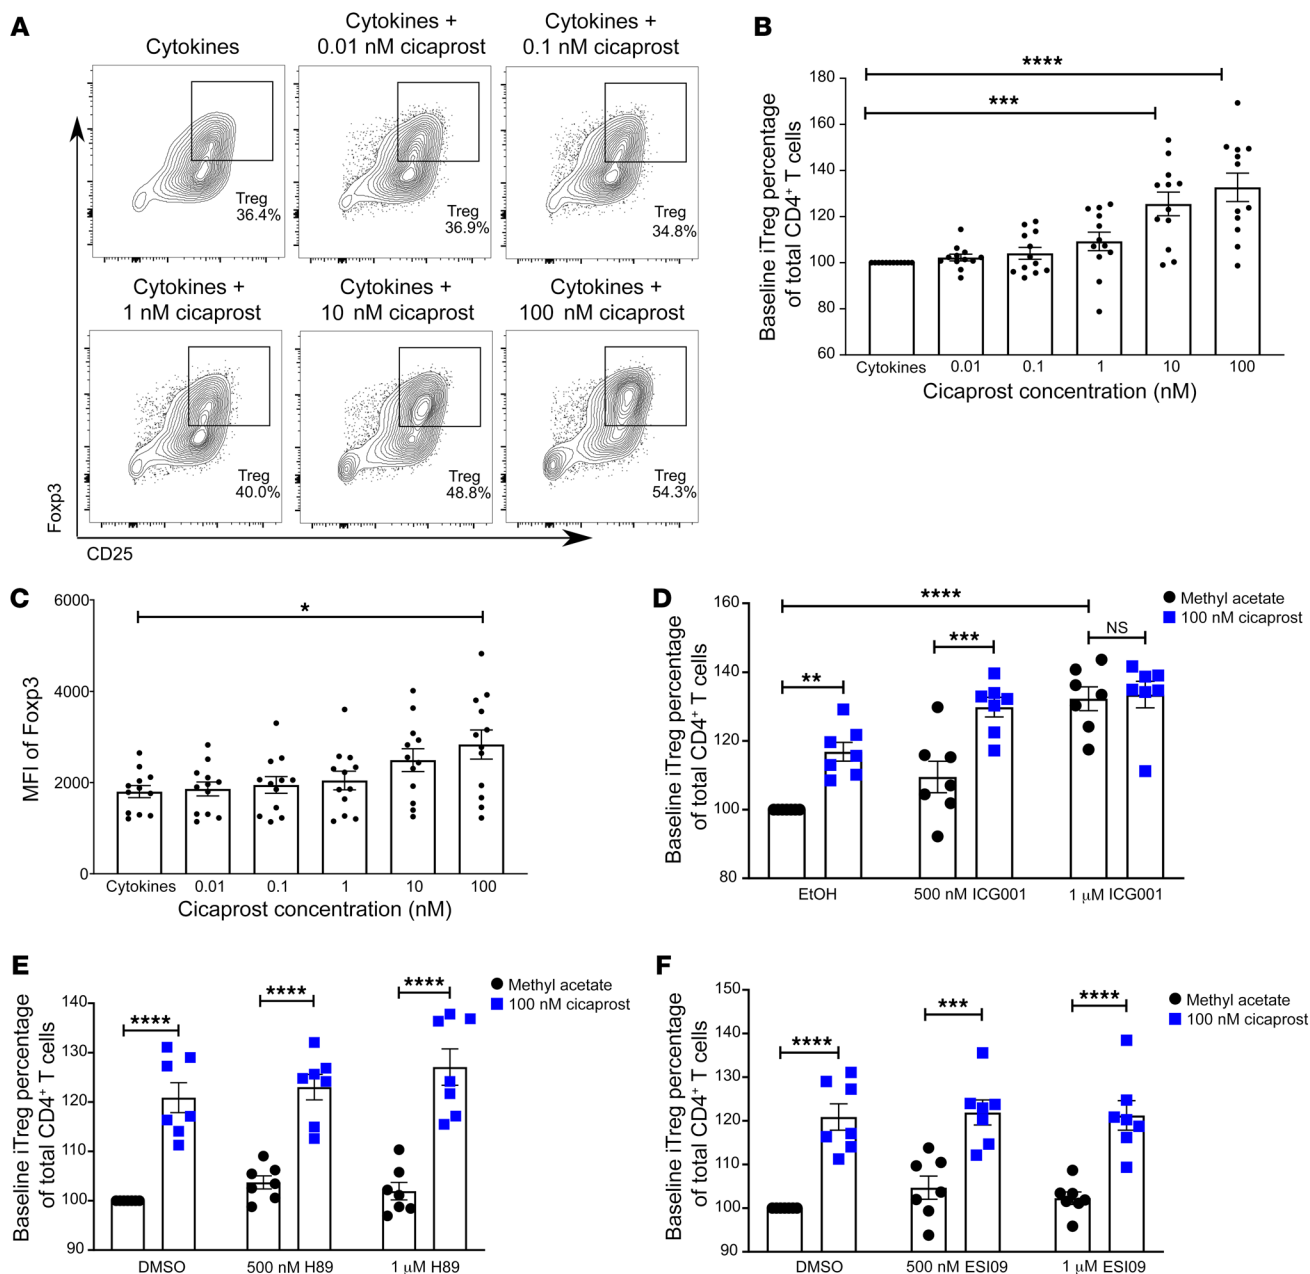 A
Cytokines
Cytokines +
0.01 nM cicaprost
Cytokines +
0.1 nM cicaprost
Treg
36.4%
Treg
36.9%
Treg
34.8%
Cytokines +
1 nM cicaprost
Cytokines +
10 nM cicaprost
Cytokines +
100 nM cicaprost
Treg
40.0%
Treg
48.8%
Treg
54.3%
Foxp3
CD25
B
Baseline iTreg percentage
of total CD4⁺ T cells
180
160
140
120
100
80
60
****
***
Cytokines 0.01 0.1 1 10 100
Cicaprost concentration (nM)
C
MFI of Foxp3
6000
4000
2000
0
*
Cytokines 0.01 0.1 1 10 100
Cicaprost concentration (nM)
D
Baseline iTreg percentage
of total CD4⁺ T cells
160
140
120
100
80
****
***
**
NS
Methyl acetate
100 nM cicaprost
EtOH 500 nM ICG001 1 µM ICG001
E
Baseline iTreg percentage
of total CD4⁺ T cells
140
130
120
110
100
90
****
****
****
Methyl acetate
100 nM cicaprost
DMSO 500 nM H89 1 µM H89
F
Baseline iTreg percentage
of total CD4⁺ T cells
150
140
130
120
110
100
90
****
***
****
Methyl acetate
100 nM cicaprost
DMSO 500 nM ESI09 1 µM ESI09